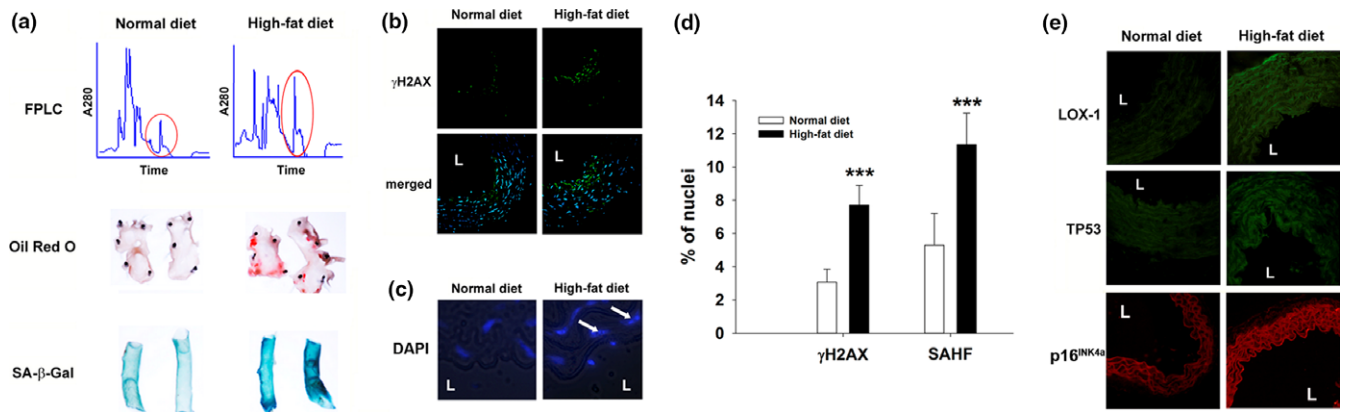 (a)
Normal diet High-fat diet
FPLC
A280 A280
Time Time
Oil Red O
SA-β-Gal
(b)
Normal diet High-fat diet
γH2AX
merged
L L
(c)
Normal diet High-fat diet
DAPI
L L
(d)
% of nuclei
14
12
10
8
6
4
2
0
Normal diet
High-fat diet
***
***
γH2AX SAHF
(e)
Normal diet High-fat diet
LOX-1
L L
TP53
L L
p16INK4a
L L